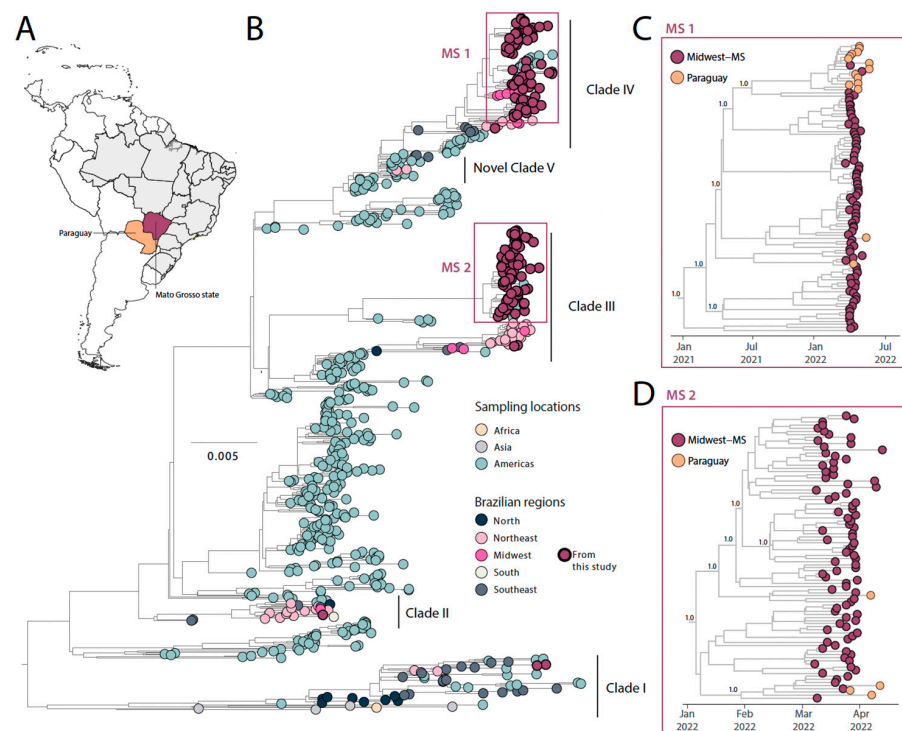 A
Paraguay
Mato Grosso state
B
MS 1
Clade IV
Novel Clade V
MS 2
Clade III
0.005
Sampling locations
Africa
Asia
Americas
Brazilian regions
North
Northeast
Midwest
South
Southeast
From
this study
Clade II
Clade I
C
MS 1
Midwest-MS
Paraguay
1.0
1.0
1.0
1.0
1.0
1.0
Jan
2021
Jul
2021
Jan
2022
Jul
2022
D
MS 2
Midwest-MS
Paraguay
1.0
1.0
1.0
1.0
1.0
1.0
Jan
2022
Feb
2022
Mar
2022
Apr
2022